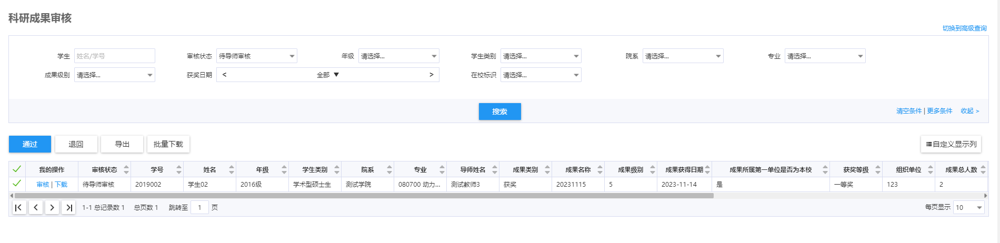 科研成果审核
切换到高级查询
学生 姓名/学号 审核状态 待导师审核 年级 请选择... 学生类别 请选择... 院系 请选择... 专业 请选择...
成果级别 请选择... 获奖日期 < 全部 ▼ > 在校标识 请选择...
搜索 清空条件 | 更多条件 收起 >
通过 退回 导出 批量下载 自定义显示列
我的操作 审核状态 学号 姓名 年级 学生类别 院系 专业 导师姓名 成果类别 成果名称 成果级别 成果获得日期 成果所属第一单位是否为本校 获奖等级 组织单位 成果总人数
审核 | 下载 待导师审核 2019002 学生02 2016级 学术型硕士生 测试学院 080700 动力... 测试教师3 获奖 20231115 5 2023-11-14 是 一等奖 123 2
1-1 总记录数 1 总页数 1 跳转至 1 页 每页显示 10